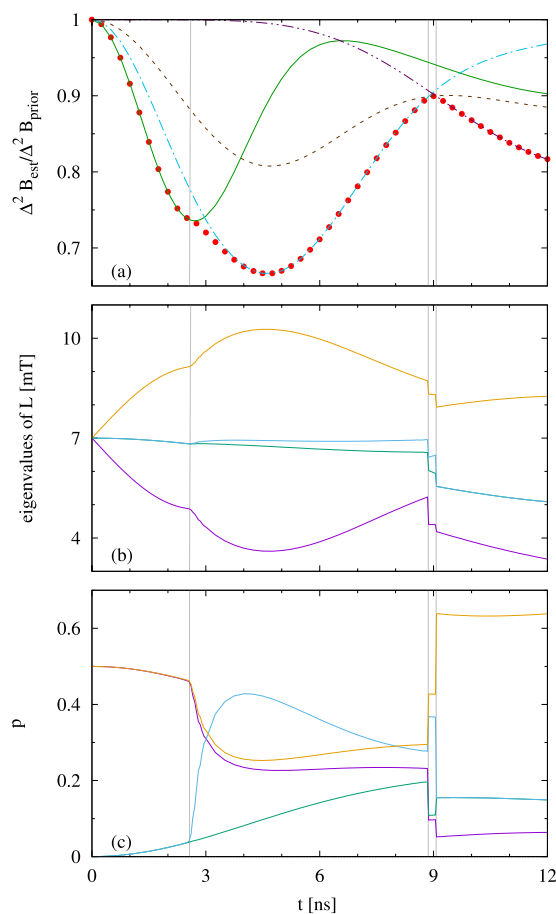 1
0.9
0.8
0.7
Δ² B_est/Δ² B_prior
(a)
10
7
4
eigenvalues of L [mT]
(b)
0.6
0.4
0.2
0
p
(c)
0 3 6 9 12
t [ns]